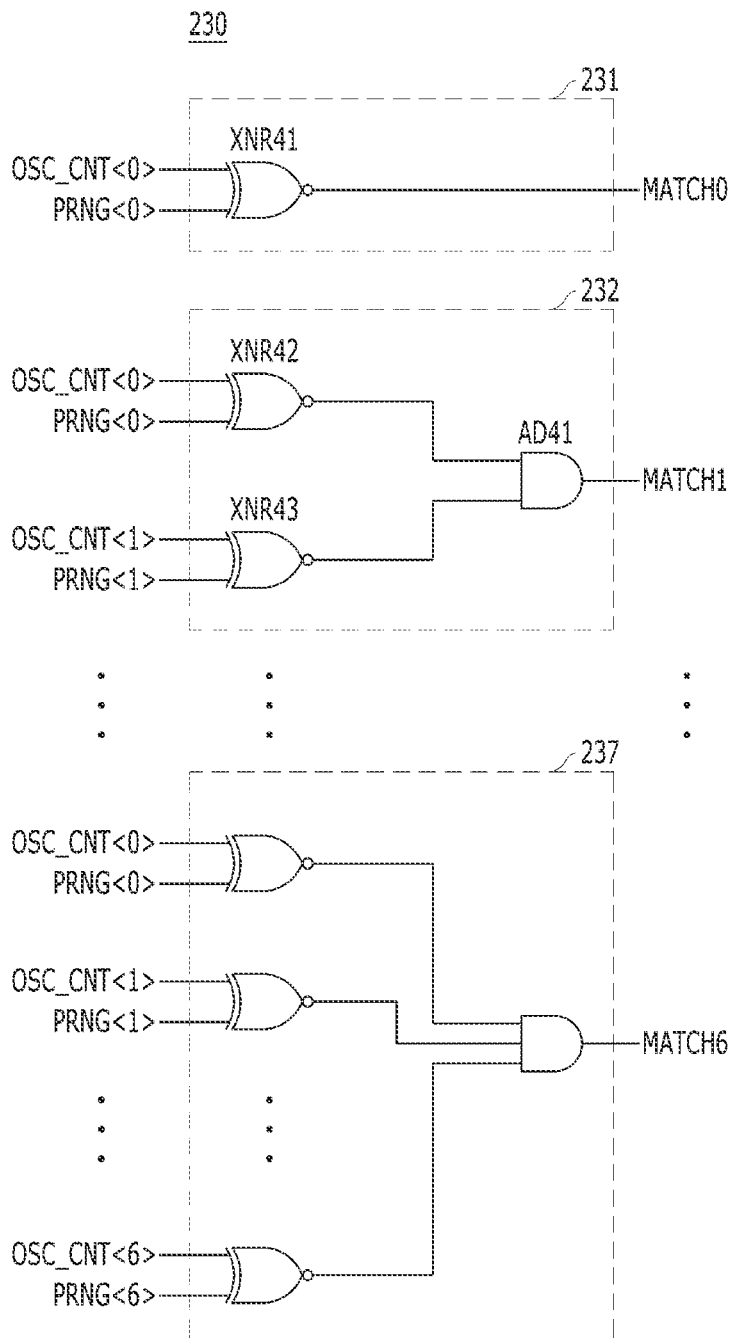 230
231
XNR41
OSC_CNT<0>
PRNG<0>
MATCH0
232
XNR42
OSC_CNT<0>
PRNG<0>
AD41
MATCH1
XNR43
OSC_CNT<1>
PRNG<1>
237
OSC_CNT<0>
PRNG<0>
OSC_CNT<1>
PRNG<1>
MATCH6
OSC_CNT<6>
PRNG<6>